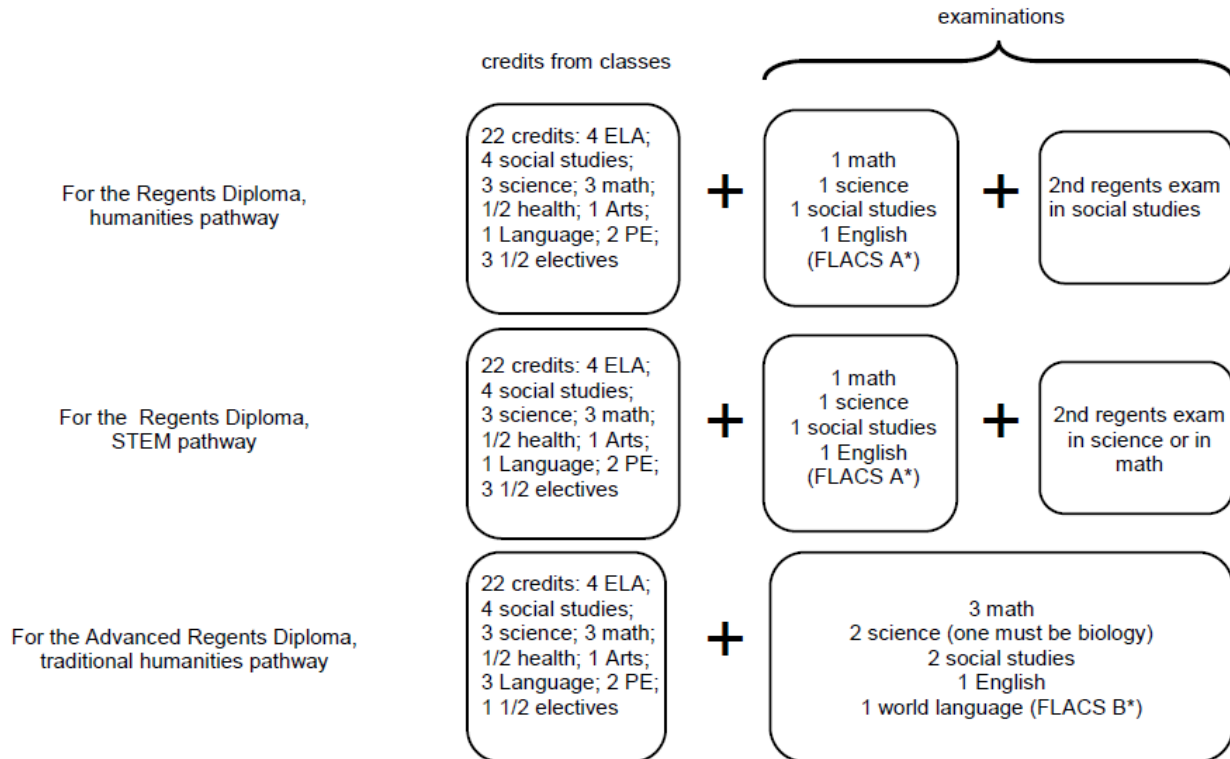 examinations
credits from classes
For the Regents Diploma,
humanities pathway
22 credits: 4 ELA;
4 social studies;
3 science; 3 math;
1/2 health; 1 Arts;
1 Language; 2 PE;
3 1/2 electives
+
1 math
1 science
1 social studies
1 English
(FLACS A*)
+
2nd regents exam
in social studies
For the  Regents Diploma,
STEM pathway
22 credits: 4 ELA;
4 social studies;
3 science; 3 math;
1/2 health; 1 Arts;
1 Language; 2 PE;
3 1/2 electives
+
1 math
1 science
1 social studies
1 English
(FLACS A*)
+
2nd regents exam
in science or in
math
For the Advanced Regents Diploma,
traditional humanities pathway
22 credits: 4 ELA;
4 social studies;
3 science; 3 math;
1/2 health; 1 Arts;
3 Language; 2 PE;
1 1/2 electives
+
3 math
2 science (one must be biology)
2 social studies
1 English
1 world language (FLACS B*)